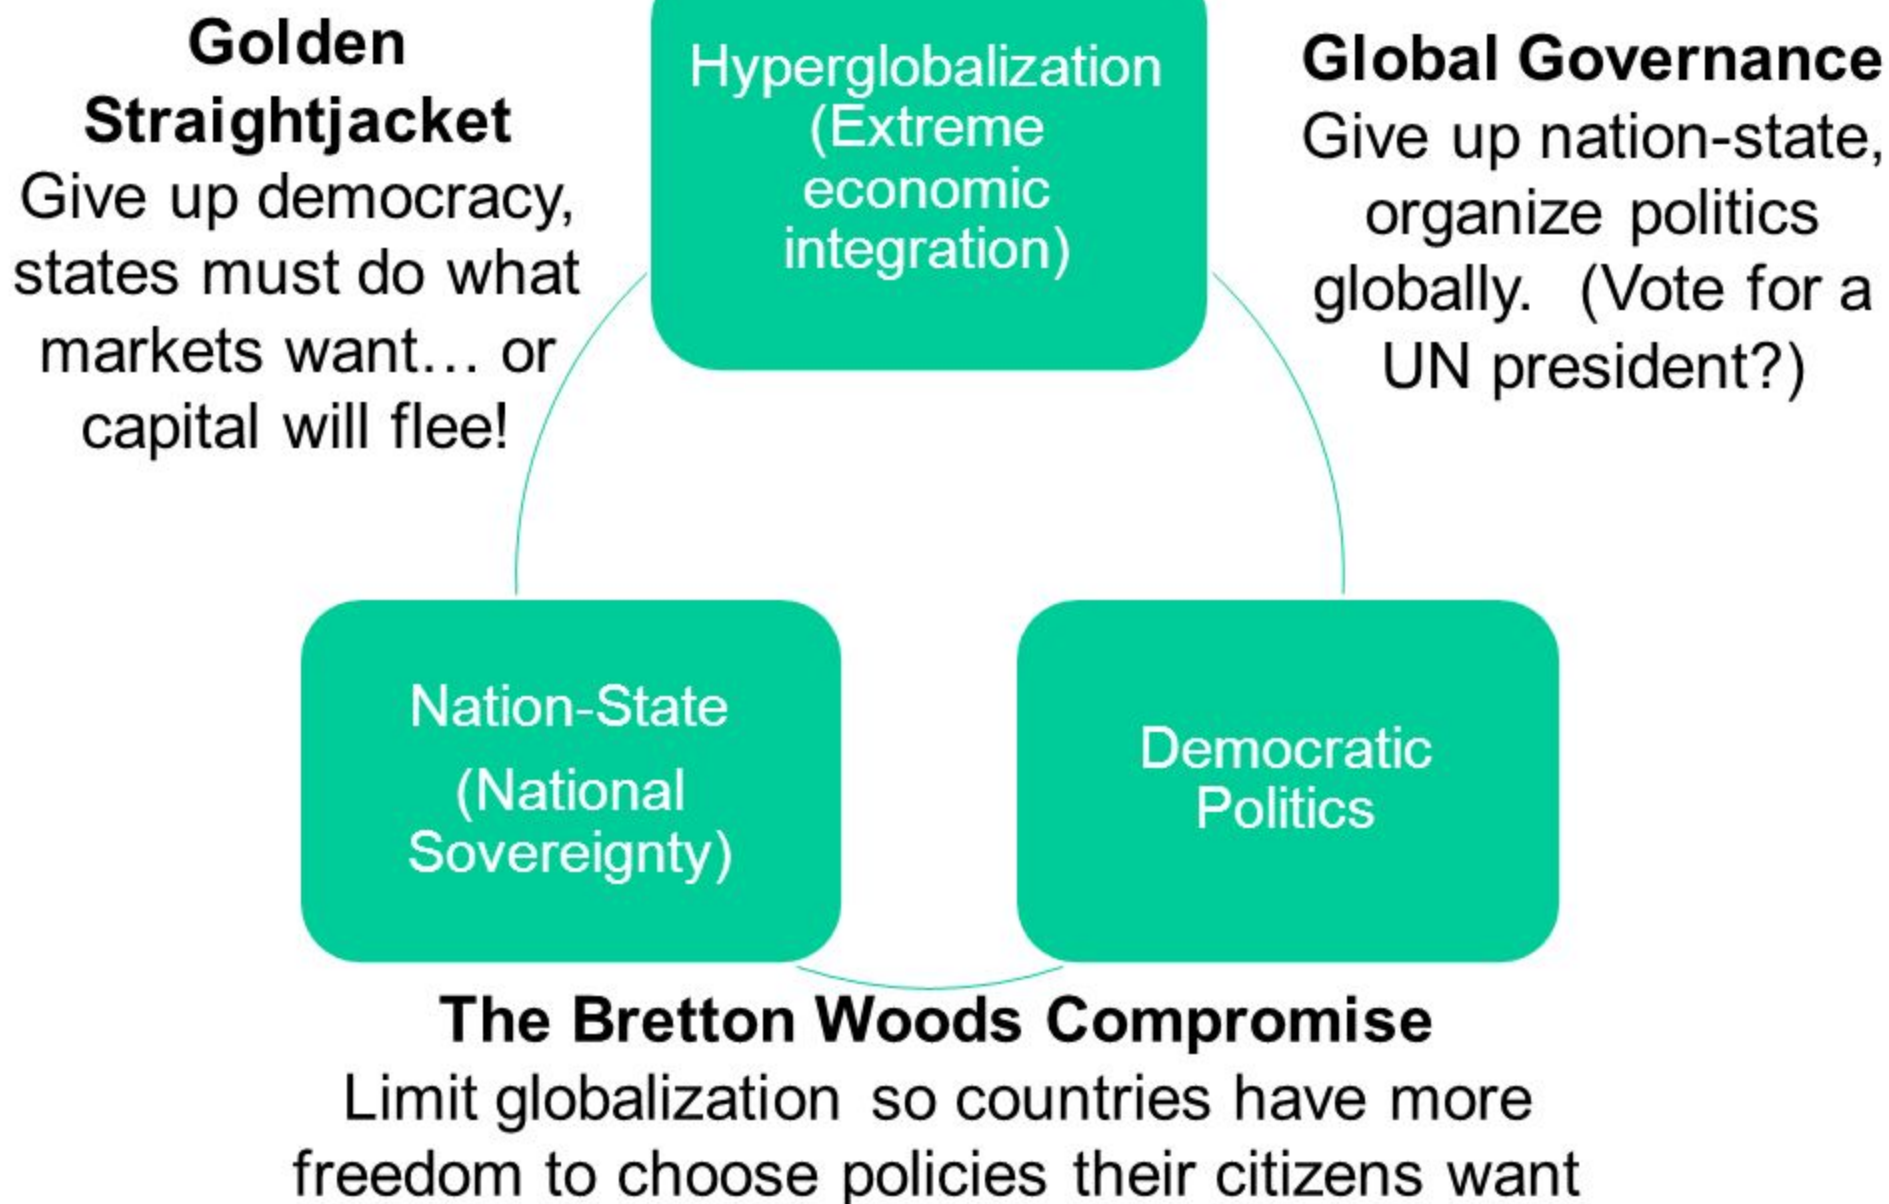 Golden
Straightjacket
Give up democracy,
states must do what
markets want… or
capital will flee!
Hyperglobalization
(Extreme
economic
integration)
Global Governance
Give up nation-state,
organize politics
globally. (Vote for a
UN president?)
Nation-State
(National
Sovereignty)
Democratic
Politics
The Bretton Woods Compromise
Limit globalization so countries have more
freedom to choose policies their citizens want